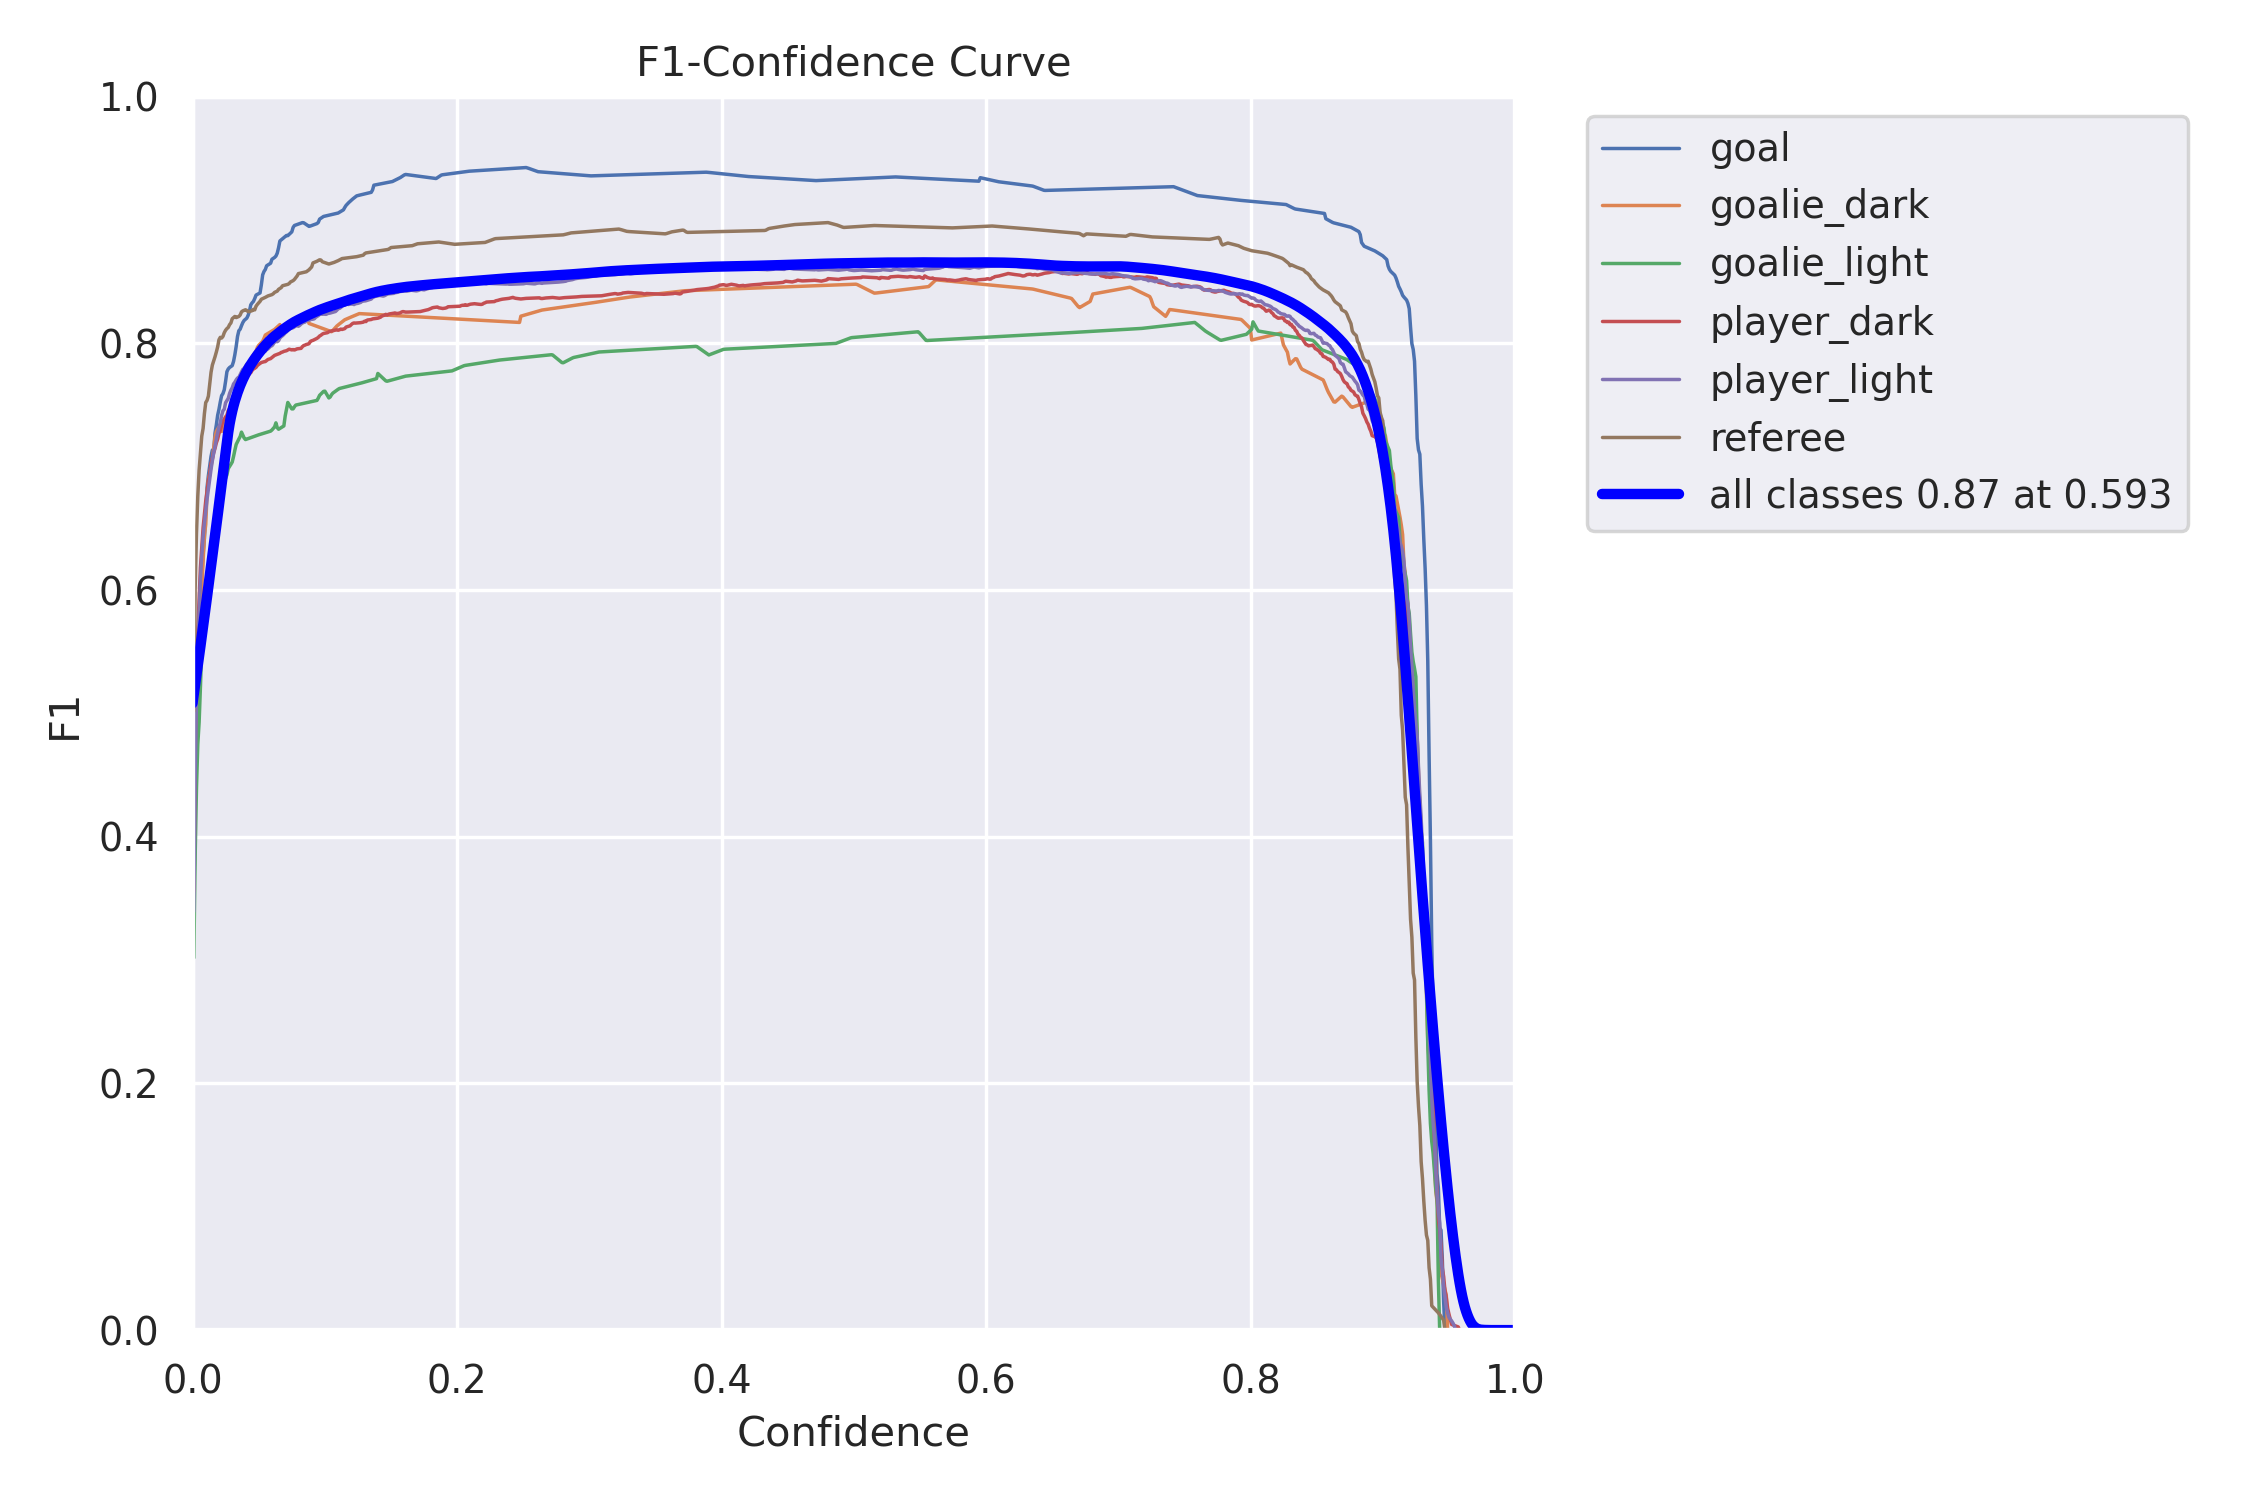 F1-Confidence Curve
1.0
0.8
0.6
0.4
0.2
0.0
F1
0.0 0.2 0.4 0.6 0.8 1.0
Confidence
goal
goalie_dark
goalie_light
player_dark
player_light
referee
all classes 0.87 at 0.593